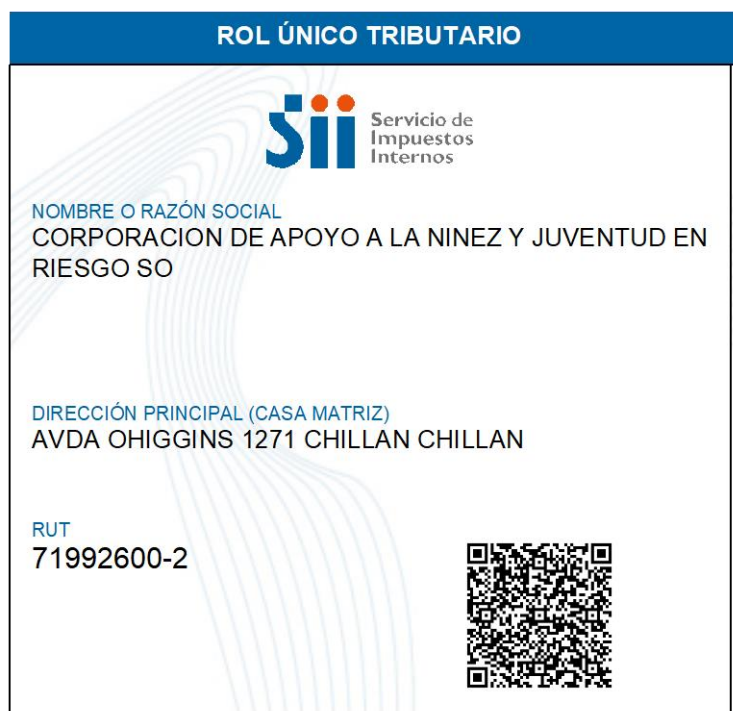 ROL ÚNICO TRIBUTARIO
sii
Servicio de
Impuestos
Internos
NOMBRE O RAZÓN SOCIAL
CORPORACION DE APOYO A LA NINEZ Y JUVENTUD EN
RIESGO SO
DIRECCIÓN PRINCIPAL (CASA MATRIZ)
AVDA OHIGGINS 1271 CHILLAN CHILLAN
RUT
71992600-2